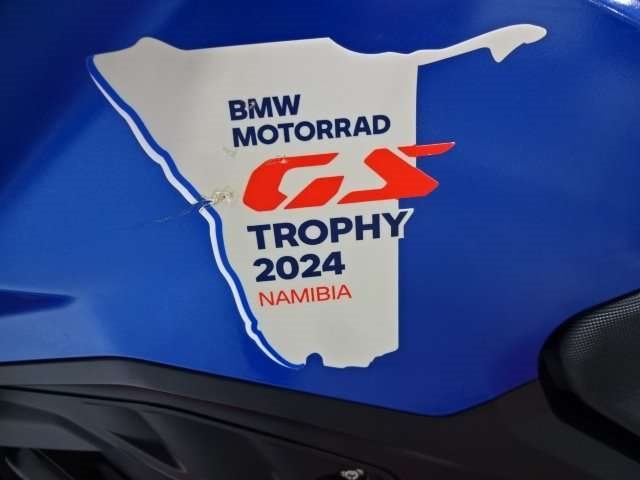 BMW
MOTORRAD
GS
TROPHY
2024
NAMIBIA